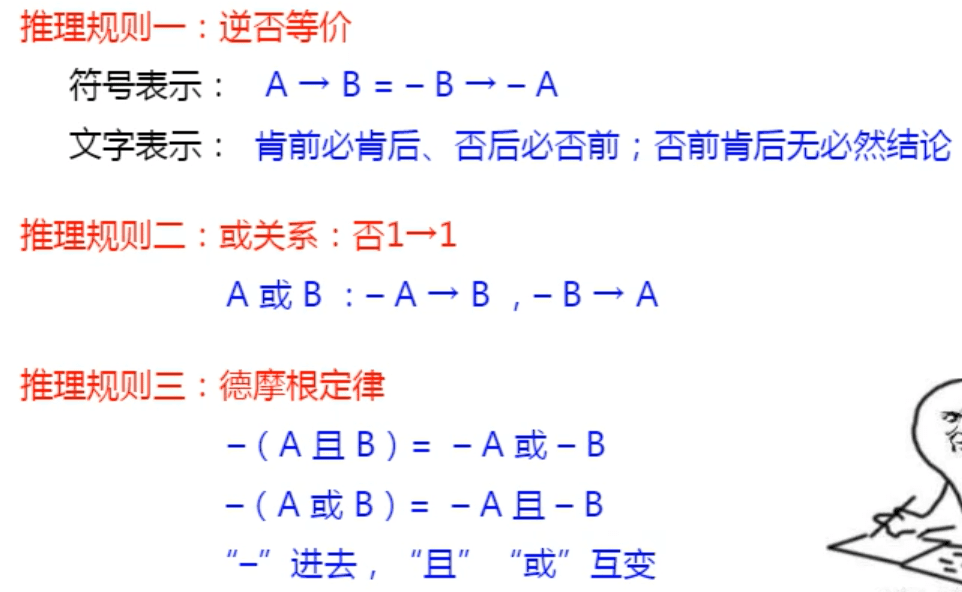 推理规则一：逆否等价
符号表示： A → B = – B → – A
文字表示： 肯前必肯后、否后必否前；否前肯后无必然结论
推理规则二：或关系：否1→1
A 或 B ：– A → B ，– B → A
推理规则三：德摩根定律
–（ A 且 B ）= – A 或 – B
–（ A 或 B ）= – A 且 – B
“–”进去，“且”“或”互变